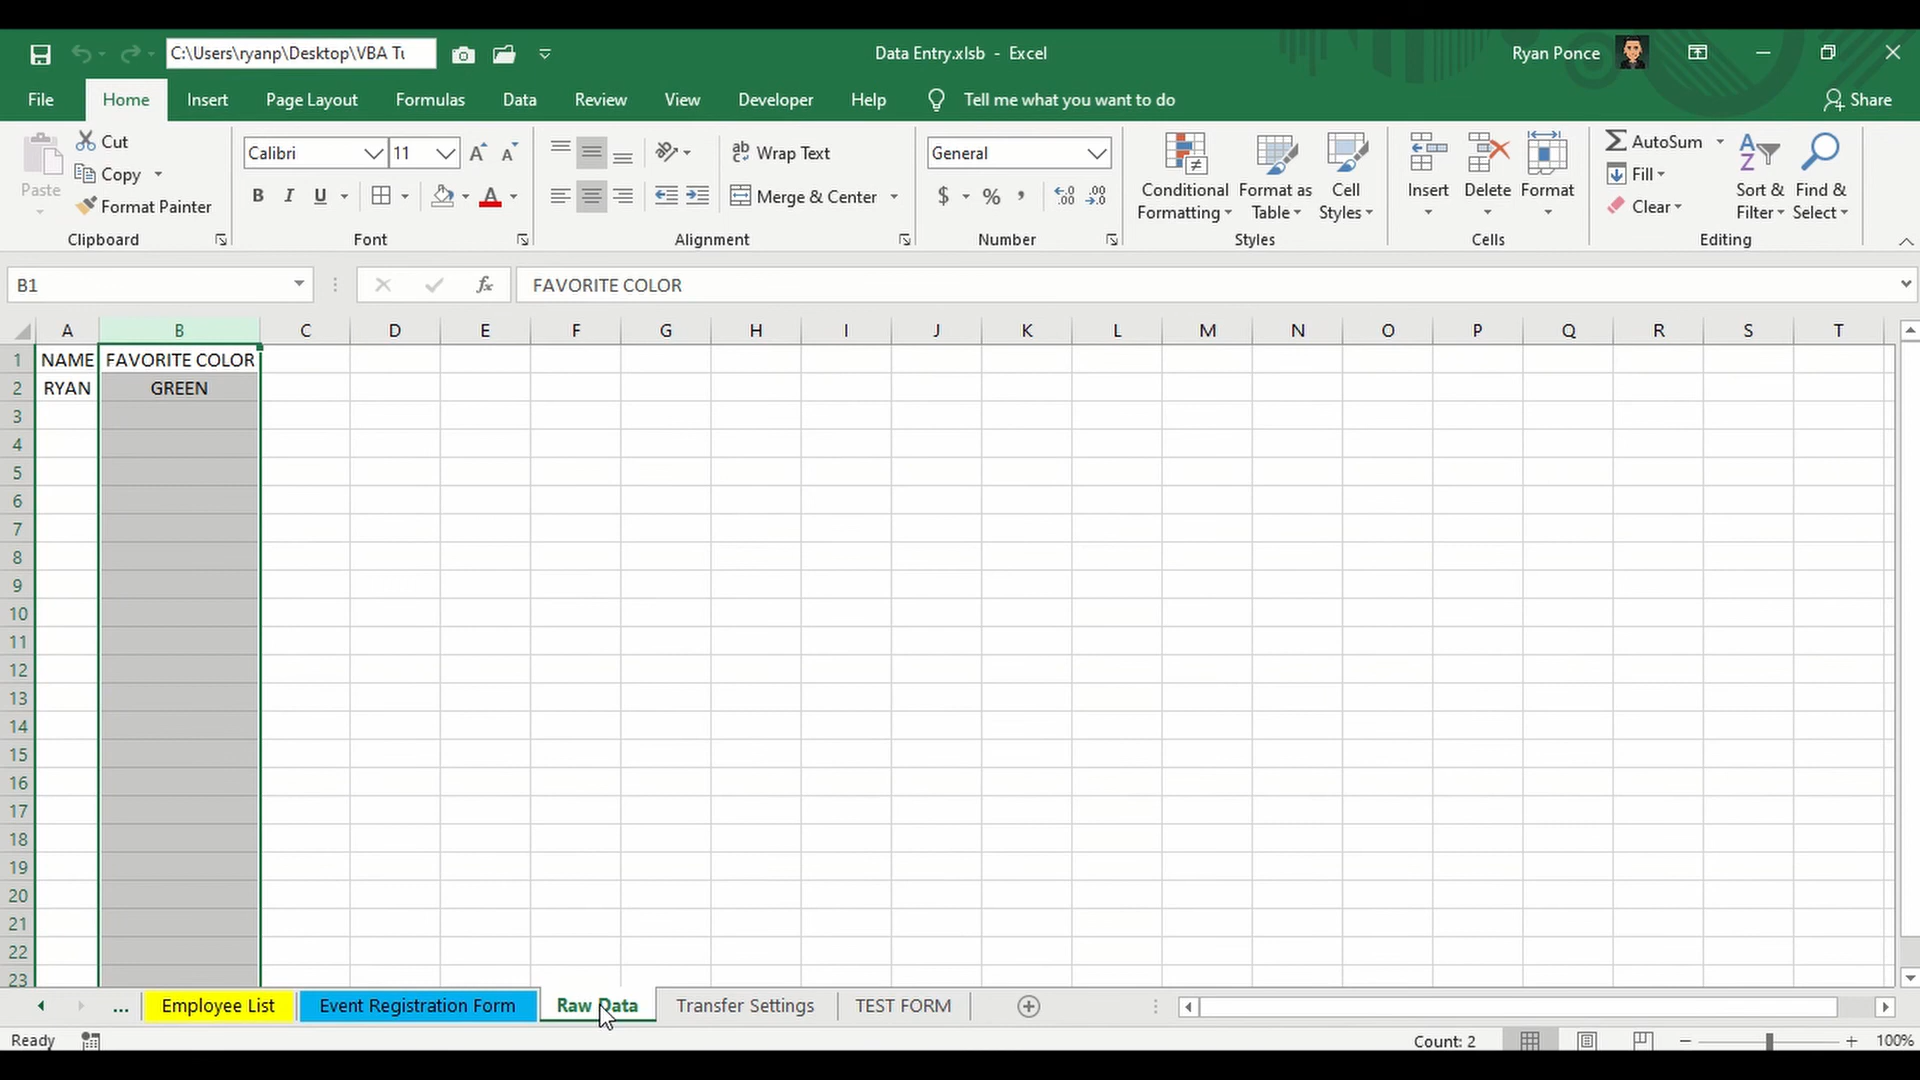 C:\Users\ryanp\Desktop\VBA Tu
Data Entry.xlsb - Excel
Ryan Ponce
File Home Insert Page Layout Formulas Data Review View Developer Help Tell me what you want to do Share
Paste
Cut
Copy
Format Painter
Clipboard
Calibri 11
B I U A
Font
ab Wrap Text
Merge & Center
Alignment
General
$ % ,
Number
Conditional Formatting
Format as Table
Cell Styles
Styles
Insert Delete Format
Cells
AutoSum
Fill
Clear
Sort & Filter
Find & Select
Editing
B1 fx FAVORITE COLOR
A B C D E F G H I J K L M N O P Q R S T
1 NAME FAVORITE COLOR
2 RYAN GREEN
3
4
5
6
7
8
9
10
11
12
13
14
15
16
17
18
19
20
21
22
23
... Employee List Event Registration Form Raw Data Transfer Settings TEST FORM
Ready Count: 2 100%